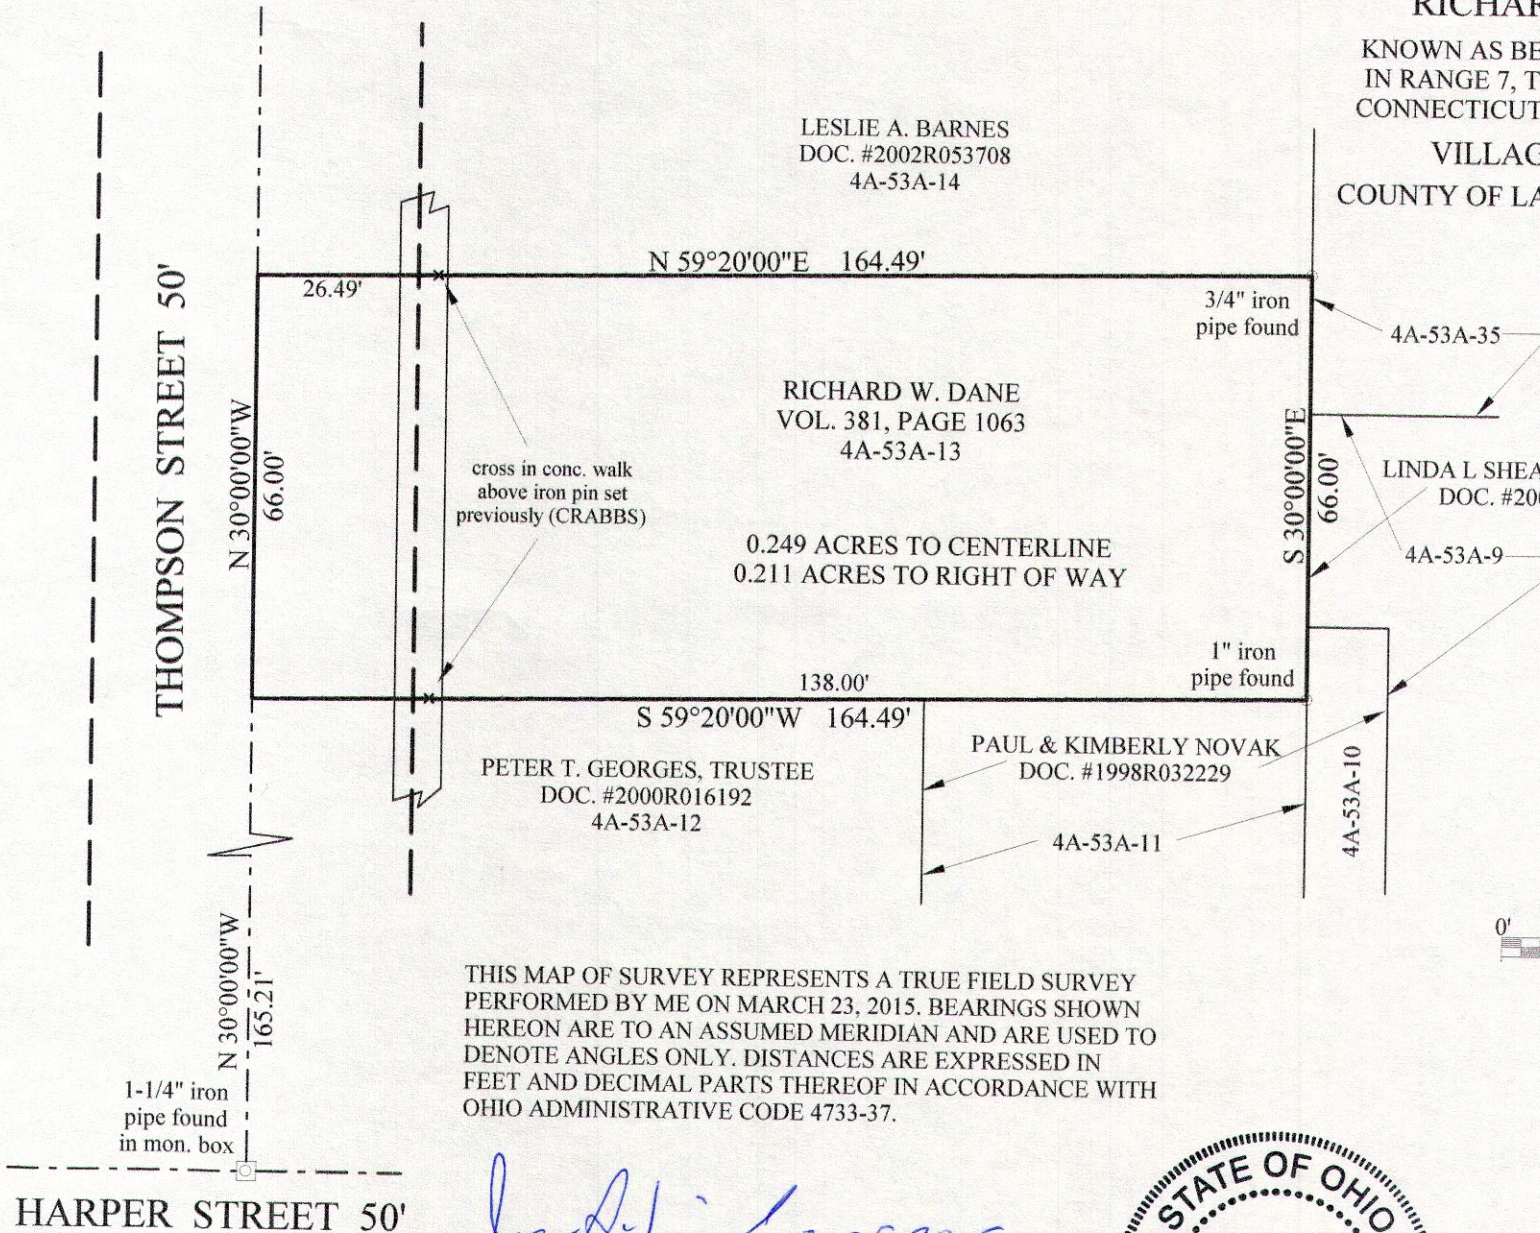 RICHAR
KNOWN AS BE
IN RANGE 7, T
CONNECTICUT
VILLAG
COUNTY OF LA
LESLIE A. BARNES
DOC. #2002R053708
4A-53A-14
N 59°20'00"E 164.49'
26.49'
3/4" iron
pipe found
4A-53A-35
THOMPSON STREET 50'
N 30°00'00"W
66.00'
RICHARD W. DANE
VOL. 381, PAGE 1063
4A-53A-13
cross in conc. walk
above iron pin set
previously (CRABBS)
0.249 ACRES TO CENTERLINE
0.211 ACRES TO RIGHT OF WAY
S 30°00'00"E
66.00'
LINDA L SHEA
DOC. #20
4A-53A-9
1" iron
pipe found
138.00'
S 59°20'00"W 164.49'
PETER T. GEORGES, TRUSTEE
DOC. #2000R016192
4A-53A-12
PAUL & KIMBERLY NOVAK
DOC. #1998R032229
4A-53A-11
4A-53A-10
0'
N 30°00'00"W
165.21'
THIS MAP OF SURVEY REPRESENTS A TRUE FIELD SURVEY
PERFORMED BY ME ON MARCH 23, 2015. BEARINGS SHOWN
HEREON ARE TO AN ASSUMED MERIDIAN AND ARE USED TO
DENOTE ANGLES ONLY. DISTANCES ARE EXPRESSED IN
FEET AND DECIMAL PARTS THEREOF IN ACCORDANCE WITH
OHIO ADMINISTRATIVE CODE 4733-37.
1-1/4" iron
pipe found
in mon. box
HARPER STREET 50'
STATE OF OHIO